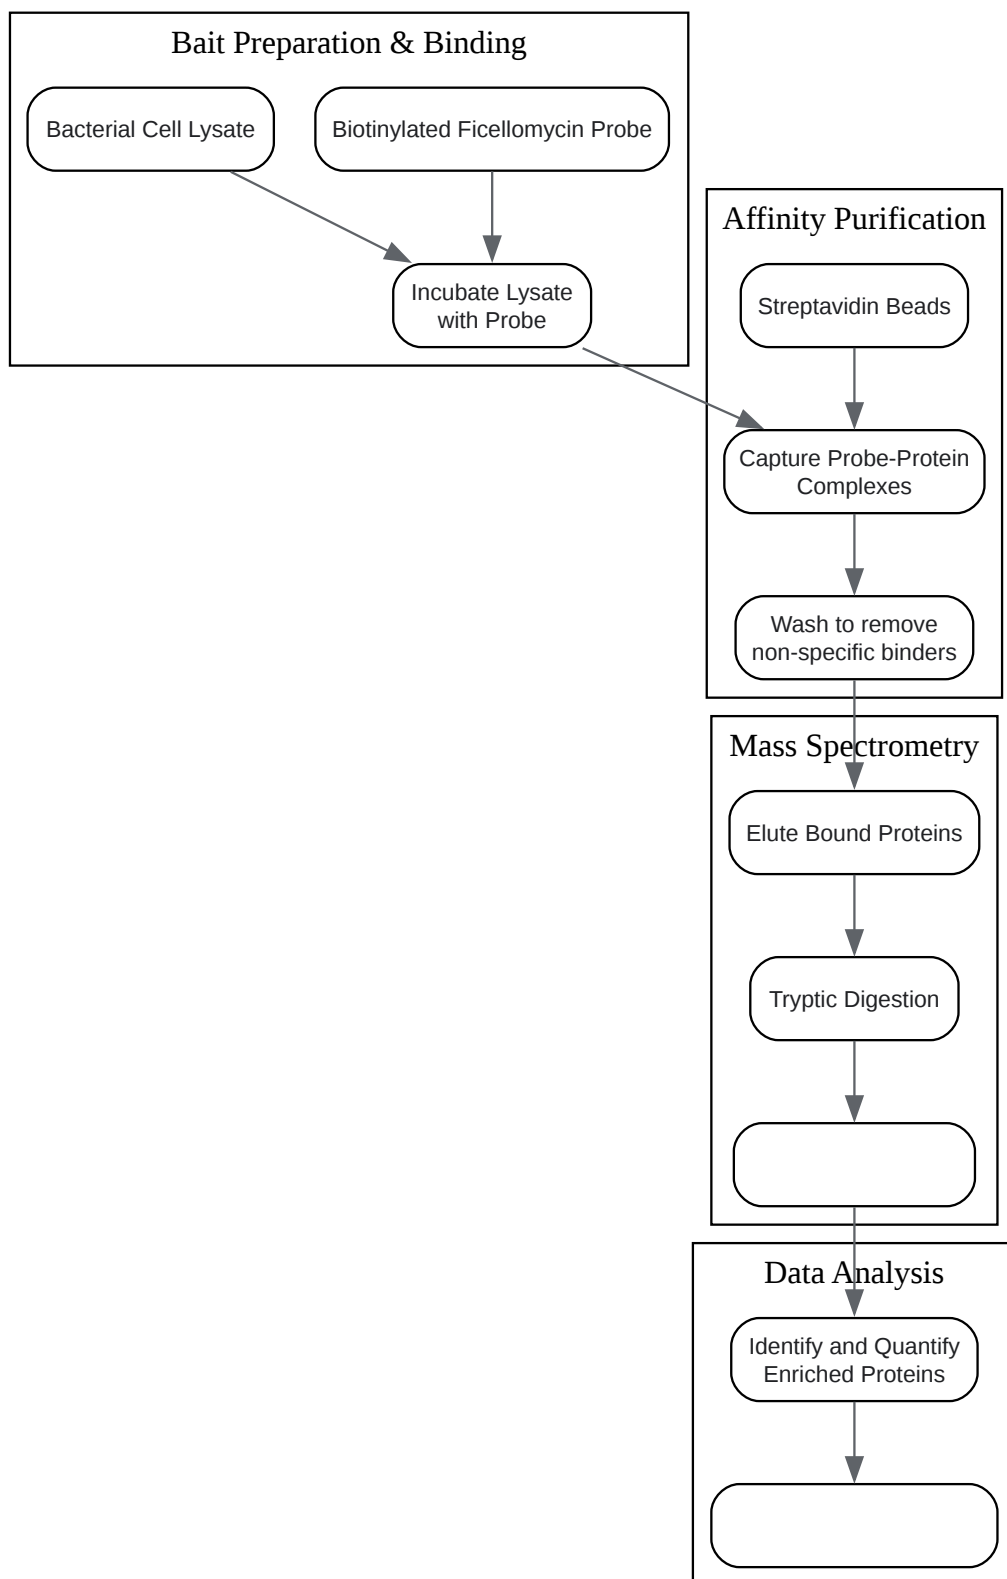 Bait Preparation & Binding
Bacterial Cell Lysate
Biotinylated Ficellomycin Probe
Incubate Lysate
with Probe
Affinity Purification
Streptavidin Beads
Capture Probe-Protein
Complexes
Wash to remove
non-specific binders
Mass Spectrometry
Elute Bound Proteins
Tryptic Digestion
Data Analysis
Identify and Quantify
Enriched Proteins